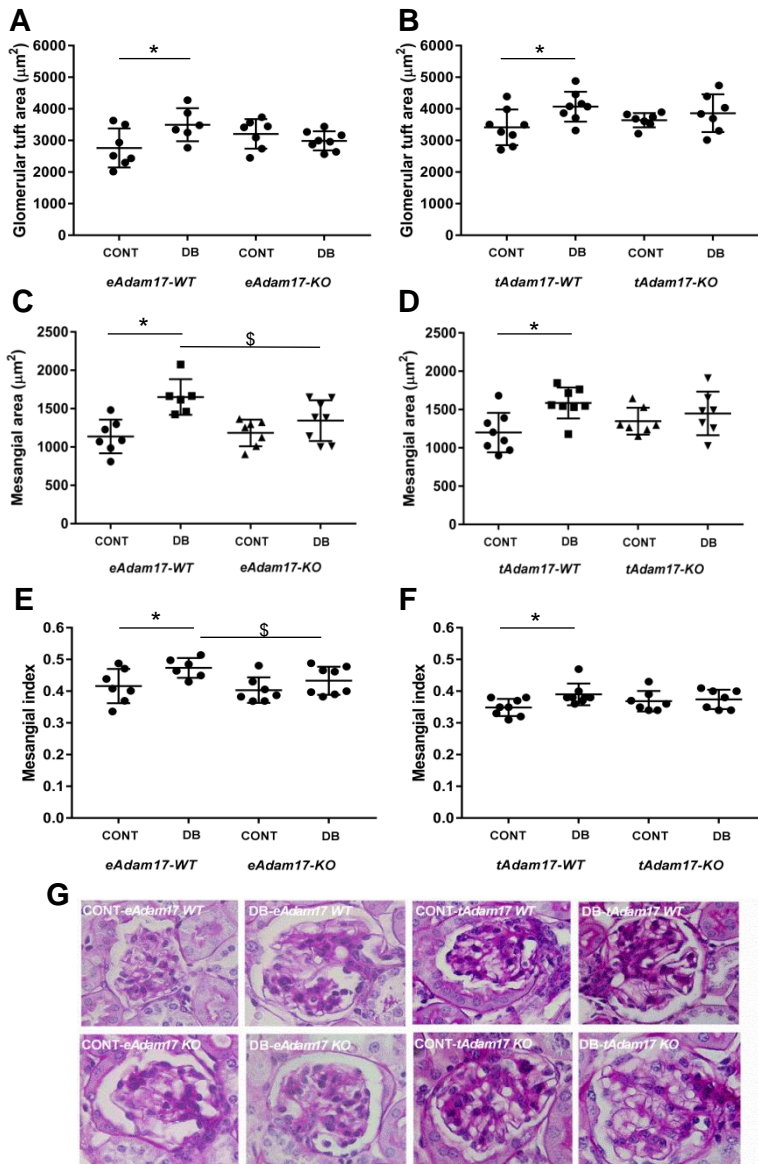 A
Glomerular tuft area (μm²)
6000
5000
4000
3000
2000
1000
0
*
CONT DB CONT DB
eAdam17-WT eAdam17-KO
B
Glomerular tuft area (μm²)
6000
5000
4000
3000
2000
1000
0
*
CONT DB CONT DB
tAdam17-WT tAdam17-KO
C
Mesangial area (μm²)
2500
2000
1500
1000
500
0
* $
CONT DB CONT DB
eAdam17-WT eAdam17-KO
D
Mesangial area (μm²)
2500
2000
1500
1000
500
0
*
CONT DB CONT DB
tAdam17-WT tAdam17-KO
E
Mesangial index
0.6
0.5
0.4
0.3
0.2
0.1
0.0
* $
CONT DB CONT DB
eAdam17-WT eAdam17-KO
F
Mesangial index
0.6
0.5
0.4
0.3
0.2
0.1
0.0
*
CONT DB CONT DB
tAdam17-WT tAdam17-KO
G
CONT-eAdam17 WT DB-eAdam17 WT CONT-tAdam17 WT DB-tAdam17 WT
CONT-eAdam17 KO DB-eAdam17 KO CONT-tAdam17 KO DB-tAdam17 KO